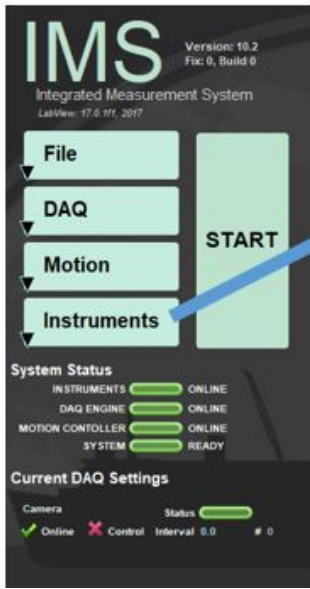 IMS
Version: 10.2
Fix: 0, Build 0
Integrated Measurement System
LabView: 17.0.1f1, 2017
File
DAQ
Motion
Instruments
START
System Status
INSTRUMENTS ONLINE
DAQ ENGINE ONLINE
MOTION CONTOLLER ONLINE
SYSTEM READY
Current DAQ Settings
Camera
Status
Online Control Interval 0.0 # 0